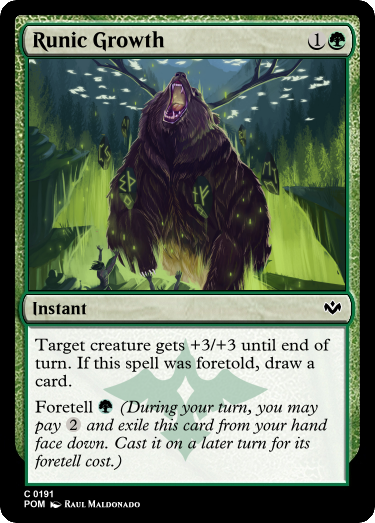 Runic Growth 1
Instant
Target creature gets +3/+3 until end of
turn. If this spell was foretold, draw a
card.
Foretell (During your turn, you may
pay 2 and exile this card from your hand
face down. Cast it on a later turn for its
foretell cost.)
C 0191
POM Raul Maldonado